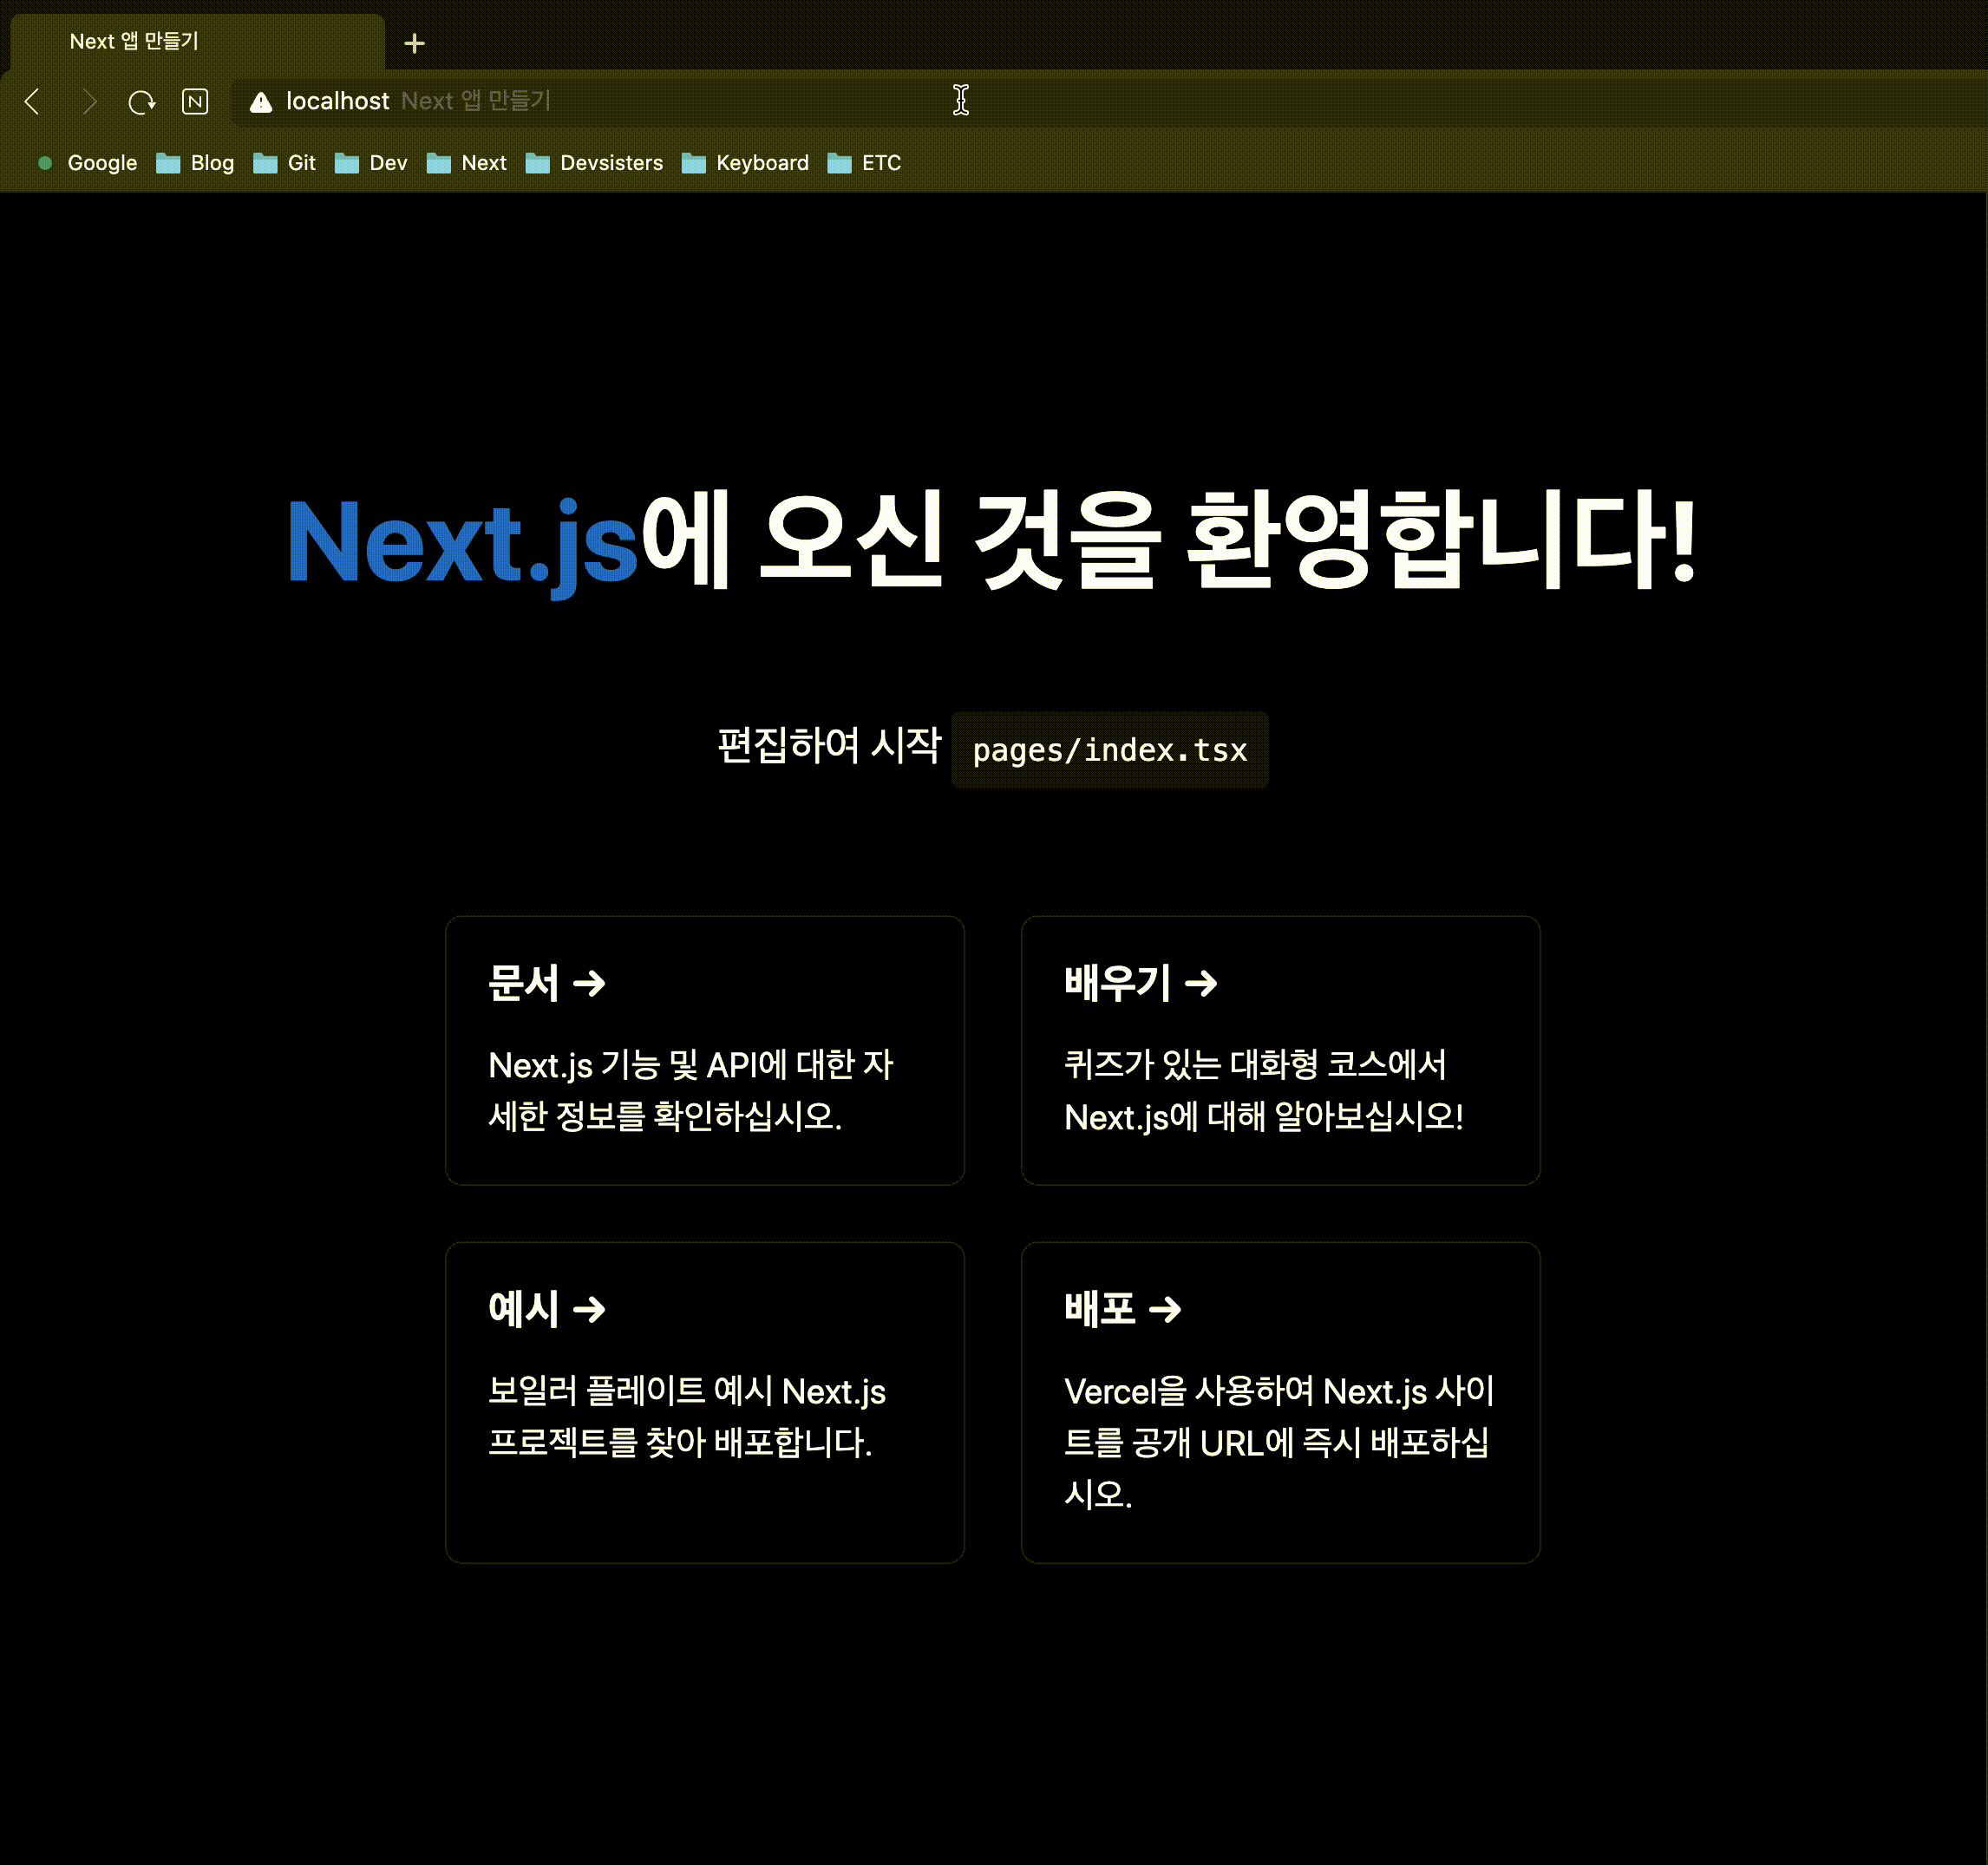 Next 앱 만들기
localhost Next 앱 만들기
Google Blog Git Dev Next Devsisters Keyboard ETC
Next.js에 오신 것을 환영합니다!
편집하여 시작 pages/index.tsx
문서 →
Next.js 기능 및 API에 대한 자
세한 정보를 확인하십시오.
배우기 →
퀴즈가 있는 대화형 코스에서
Next.js에 대해 알아보십시오!
예시 →
보일러 플레이트 예시 Next.js
프로젝트를 찾아 배포합니다.
배포 →
Vercel을 사용하여 Next.js 사이
트를 공개 URL에 즉시 배포하십
시오.